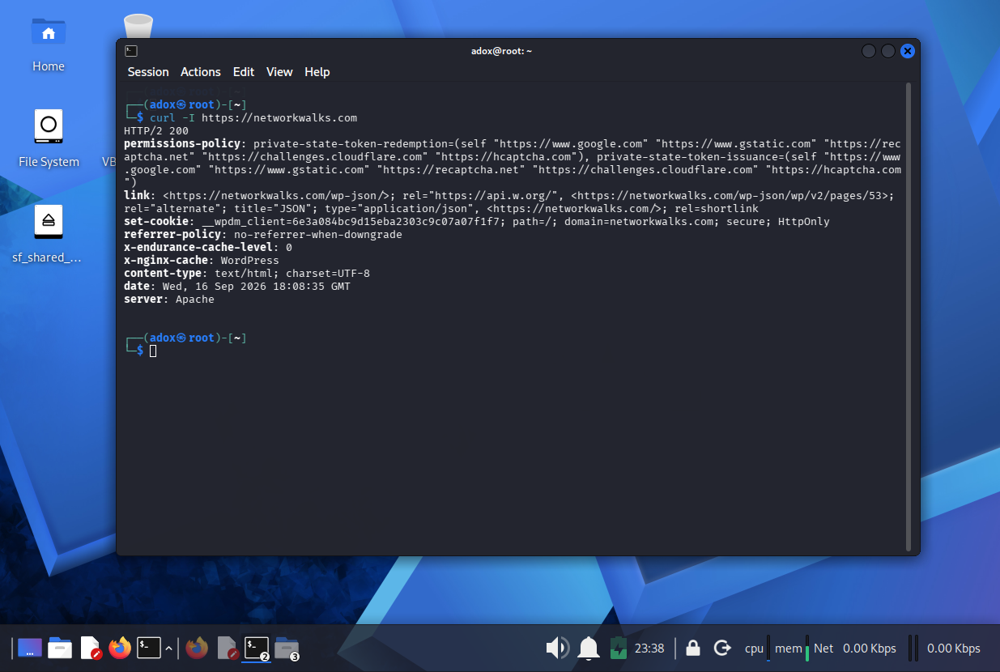 Home
File System
VB
sf_shared_...
adox@root: ~
Session Actions Edit View Help
┌──(adox㉿root)-[~]
└─$ curl -I https://networkwalks.com
HTTP/2 200
permissions-policy: private-state-token-redemption=(self "https://www.google.com" "https://www.gstatic.com" "https://rec
aptcha.net" "https://challenges.cloudflare.com" "https://hcaptcha.com"), private-state-token-issuance=(self "https://www
.google.com" "https://www.gstatic.com" "https://recaptcha.net" "https://challenges.cloudflare.com" "https://hcaptcha.com
")
link: <https://networkwalks.com/wp-json/>; rel="https://api.w.org/", <https://networkwalks.com/wp-json/wp/v2/pages/53>;
rel="alternate"; title="JSON"; type="application/json", <https://networkwalks.com/>; rel=shortlink
set-cookie: __wpdm_client=6e3a084bc9d15eba2303c9c07a07f1f7; path=/; domain=networkwalks.com; secure; HttpOnly
referrer-policy: no-referrer-when-downgrade
x-endurance-cache-level: 0
x-nginx-cache: WordPress
content-type: text/html; charset=UTF-8
date: Wed, 16 Sep 2026 18:08:35 GMT
server: Apache
┌──(adox㉿root)-[~]
└─$
2 3 23:38 cpu mem Net 0.00 Kbps 0.00 Kbps